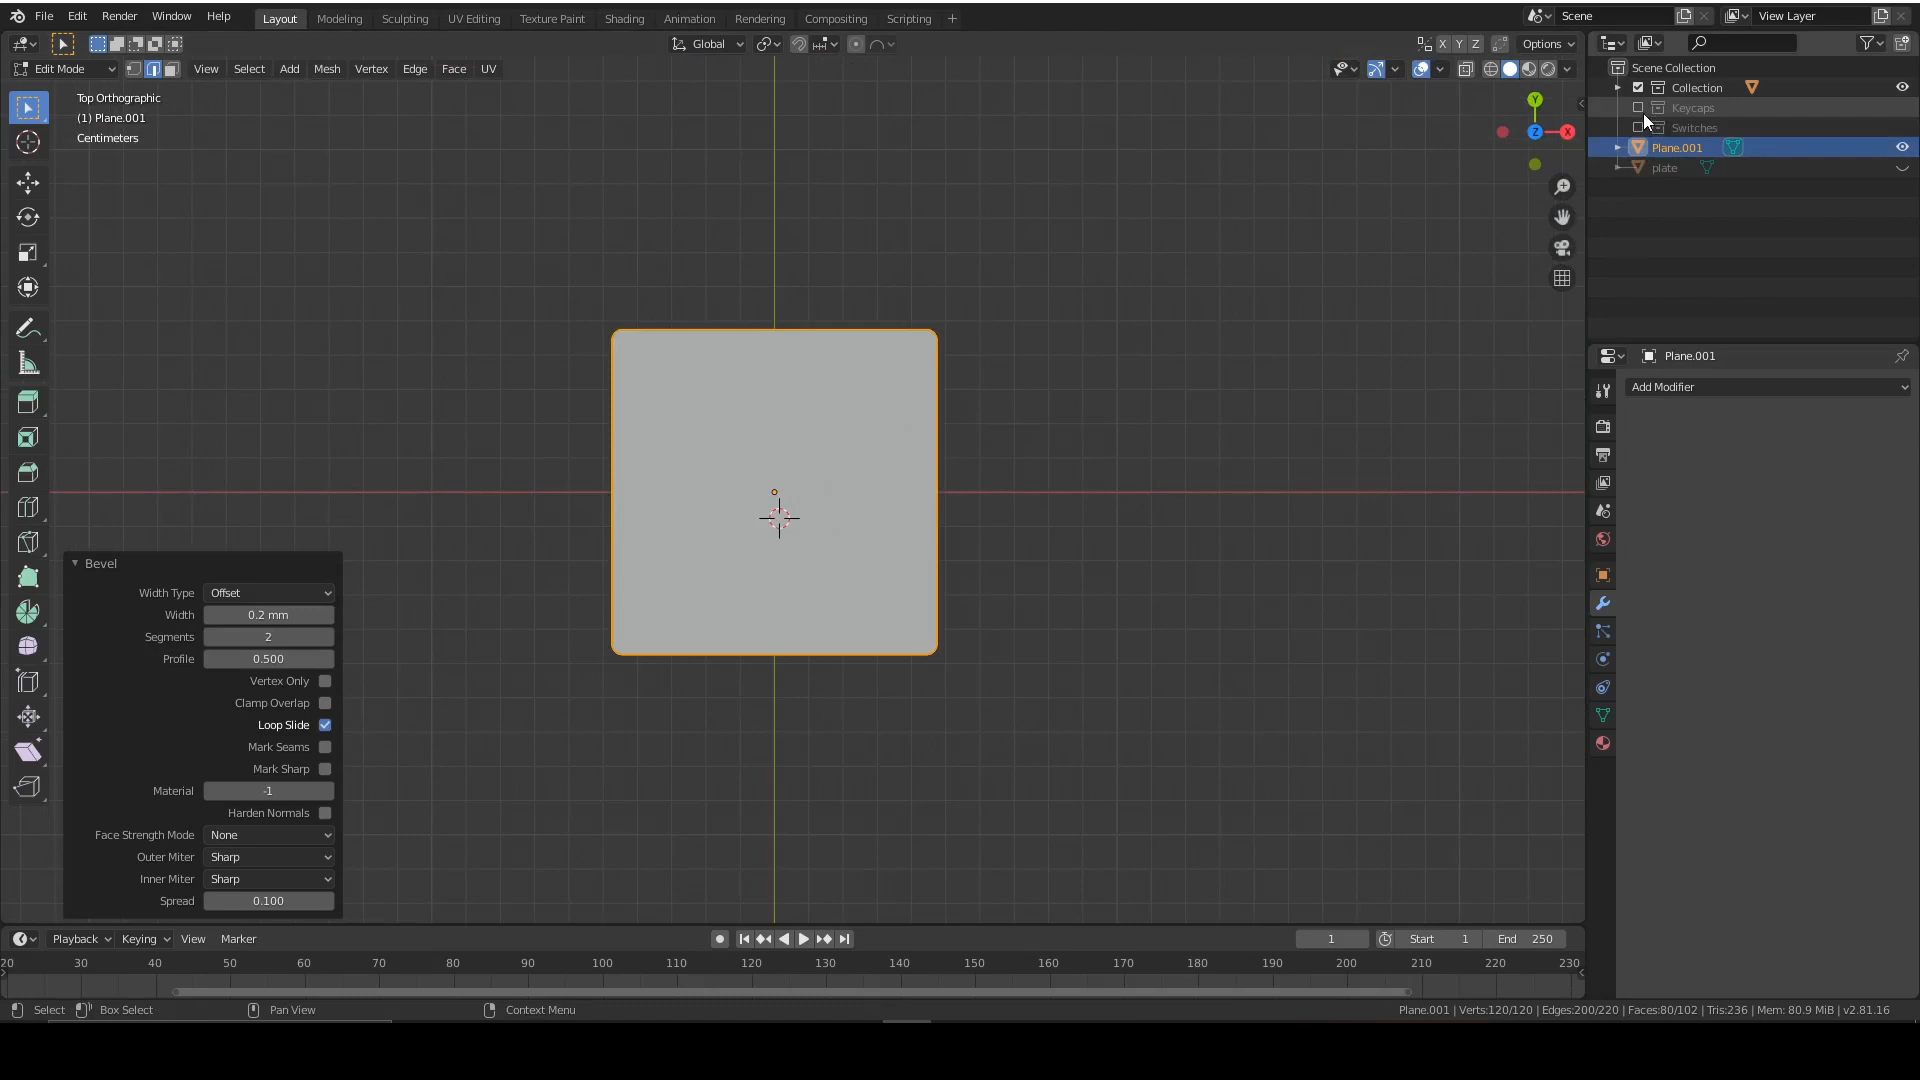 File Edit Render Window Help Layout Modeling Sculpting UV Editing Texture Paint Shading Animation Rendering Compositing Scripting + Scene View Layer
Global X Y Z Options
Edit Mode View Select Add Mesh Vertex Edge Face UV
Scene Collection
Collection
Keycaps
Switches
Plane.001
plate
Top Orthographic
(1) Plane.001
Centimeters
Y
Z X
Plane.001
Add Modifier
Bevel
Width Type Offset
Width 0.2 mm
Segments 2
Profile 0.500
Vertex Only
Clamp Overlap
Loop Slide
Mark Seams
Mark Sharp
Material -1
Harden Normals
Face Strength Mode None
Outer Miter Sharp
Inner Miter Sharp
Spread 0.100
Playback Keying View Marker 1 Start 1 End 250
20 30 40 50 60 70 80 90 100 110 120 130 140 150 160 170 180 190 200 210 220 230
Select Box Select Pan View Context Menu Plane.001 | Verts:120/120 | Edges:200/220 | Faces:80/102 | Tris:236 | Mem: 80.9 MiB | v2.81.16